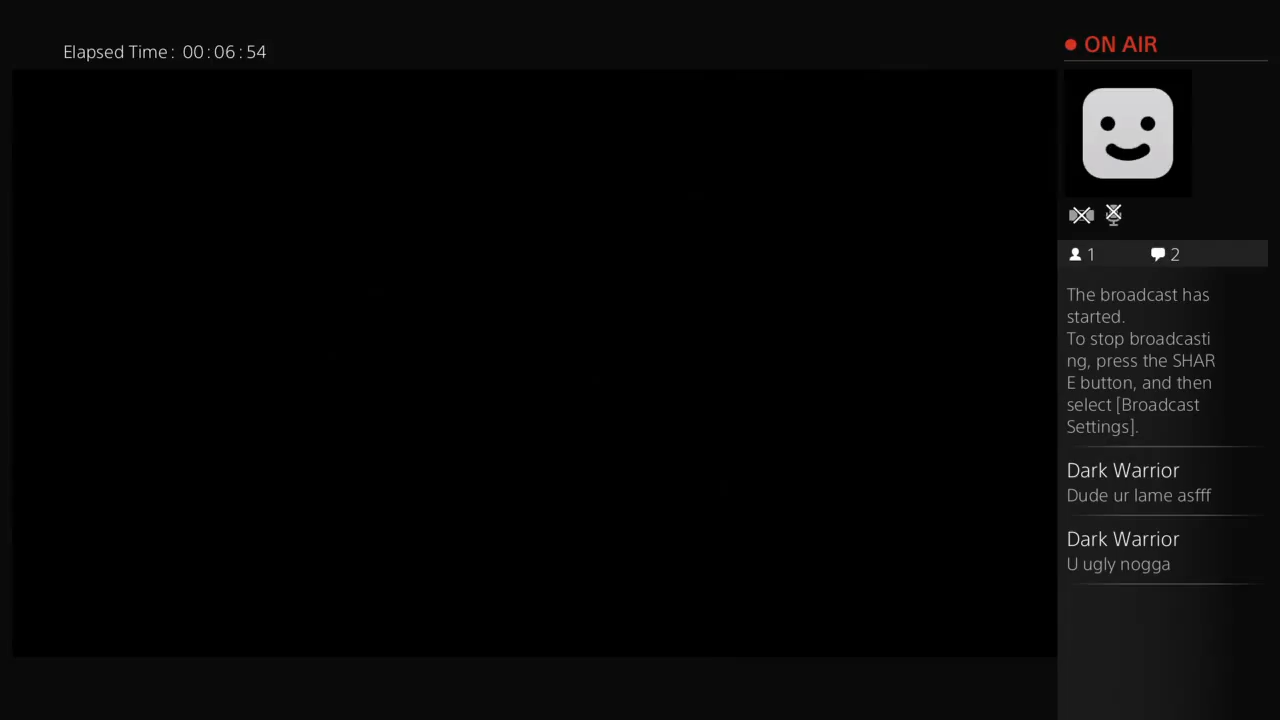 Elapsed Time: 00:06:54
ON AIR
1 2
The broadcast has
started.
To stop broadcasti
ng, press the SHAR
E button, and then
select [Broadcast
Settings].
Dark Warrior
Dude ur lame asfff
Dark Warrior
U ugly nogga